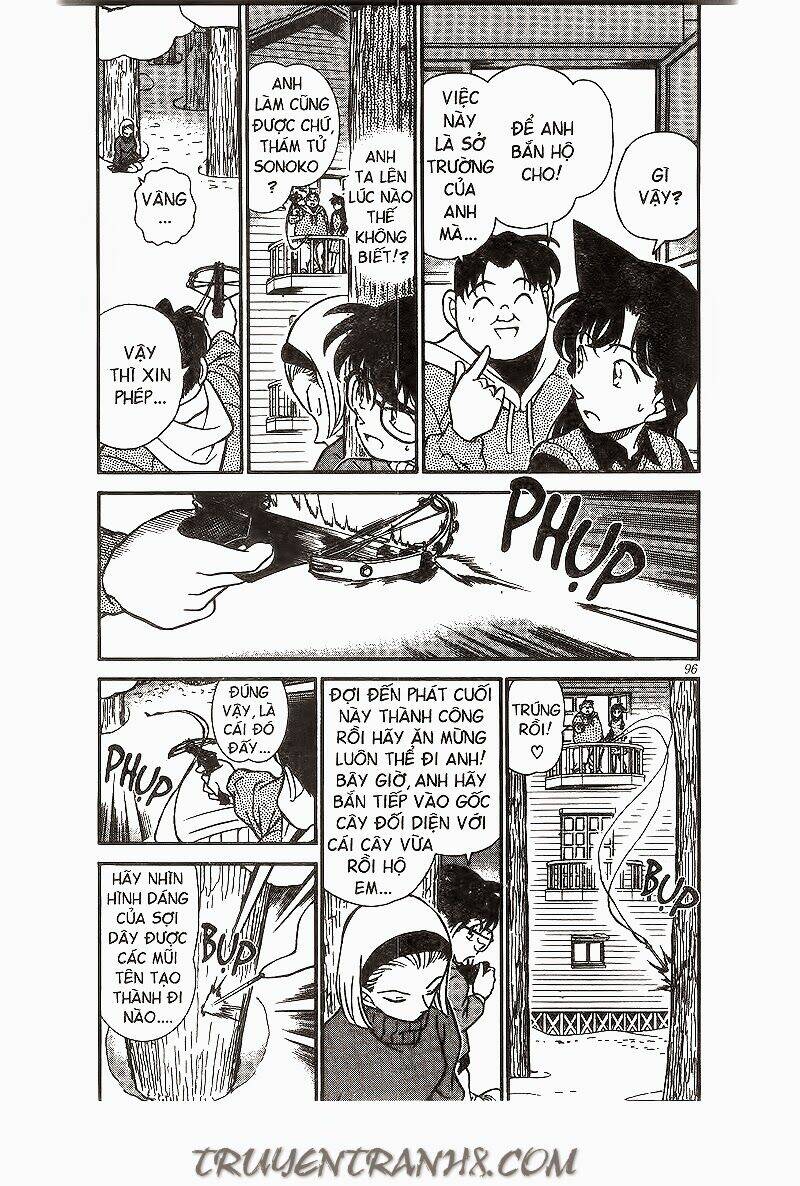 GÌ
VẬY?
ĐỂ ANH
BẮN HỘ
CHO!
VIỆC
NÀY
LÀ SỞ
TRƯỜNG
CỦA
ANH
MÀ...
ANH
LÀM CŨNG
ĐƯỢC CHỨ,
THÁM TỬ
SONOKO
?
ANH
TA LÊN
LÚC NÀO
THẾ
KHÔNG
BIẾT!?
VÂNG
...
VẬY
THÌ XIN
PHÉP...
PHỤP
96
TRÚNG
RỒI!
♡
BỤP
ĐỢI ĐẾN PHÁT CUỐI
NÀY THÀNH CÔNG
RỒI HÃY ĂN MỪNG
LUÔN THỂ ĐI ANH!
BÂY GIỜ, ANH HÃY
BẮN TIẾP VÀO GỐC
CÂY ĐỐI DIỆN VỚI
CÁI CÂY VỪA
RỒI HỘ
EM...
ĐÚNG
VẬY, LÀ
CÁI ĐÓ
ĐẤY...
PHỤP
HÃY NHÌN
HÌNH DÁNG
CỦA SỢI
DÂY ĐƯỢC
CÁC MŨI
TÊN TẠO
THÀNH ĐI
NÀO....
BỤP
TRUYENTRANH8.COM